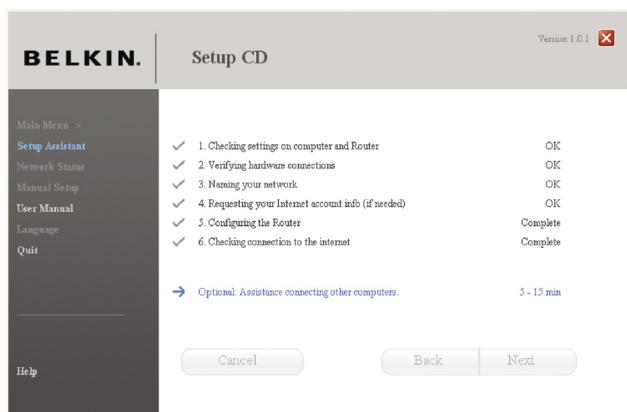 BELKIN.
Setup CD
Version 1.0.1
Main Menu >
Setup Assistant
Network Status
Manual Setup
User Manual
Language
Quit
Help
1. Checking settings on computer and Router OK
2. Verifying hardware connections OK
3. Naming your network OK
4. Requesting your Internet account info (if needed) OK
5. Configuring the Router Complete
6. Checking connection to the internet Complete
Optional: Assistance connecting other computers. 5 - 15 min
Cancel Back Next